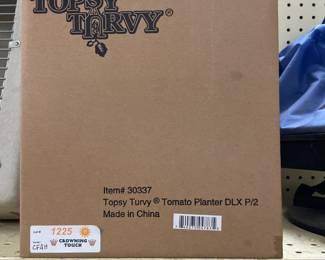 TOPSY
TURVY®
Item# 30337
Topsy Turvy® Tomato Planter DLX P/2
Made in China
1225
CROWNING
TOUCH